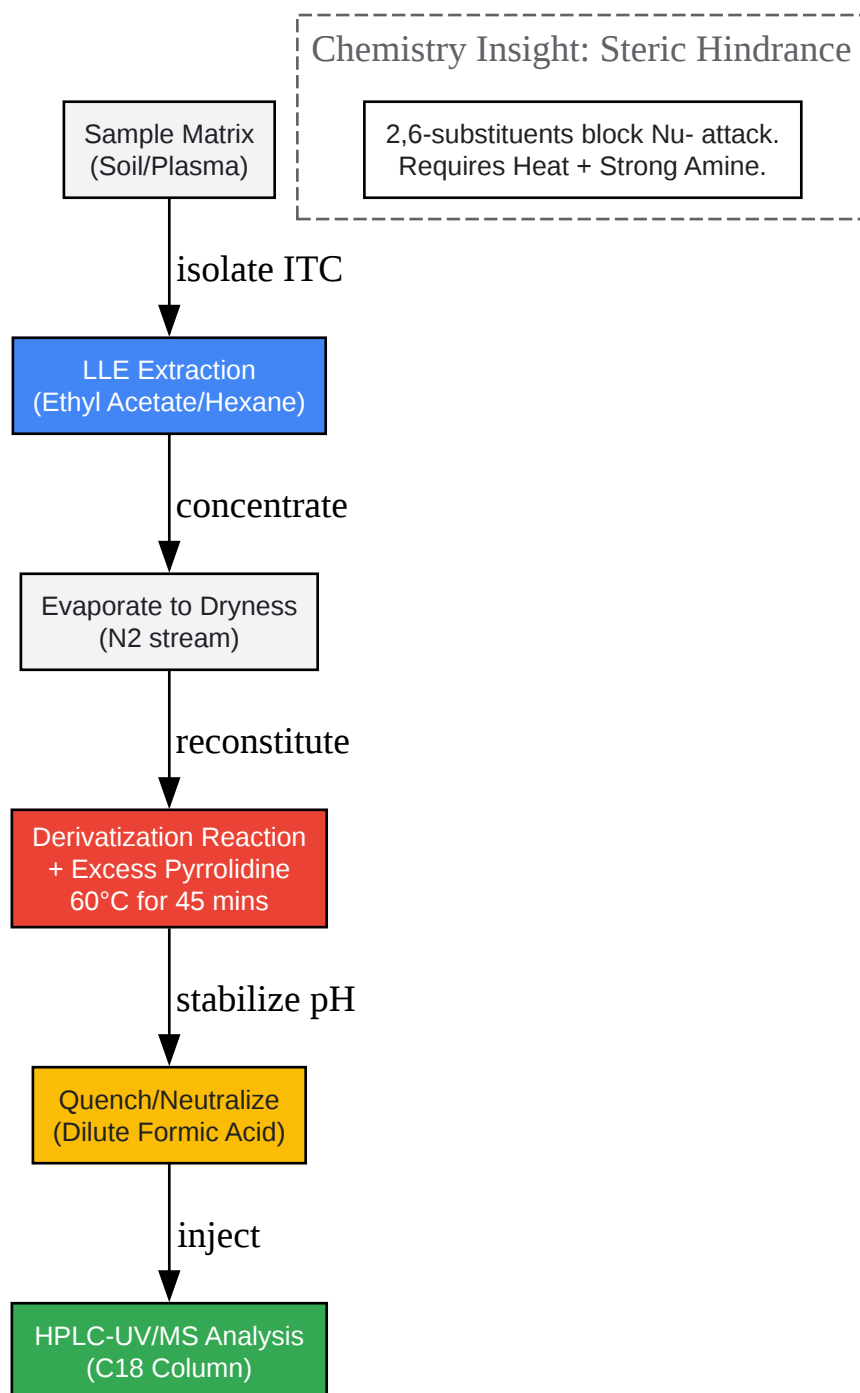 Chemistry Insight: Steric Hindrance
Sample Matrix
(Soil/Plasma)
2,6-substituents block Nu- attack.
Requires Heat + Strong Amine.
isolate ITC
LLE Extraction
(Ethyl Acetate/Hexane)
concentrate
Evaporate to Dryness
(N2 stream)
reconstitute
Derivatization Reaction
+ Excess Pyrrolidine
60°C for 45 mins
stabilize pH
Quench/Neutralize
(Dilute Formic Acid)
inject
HPLC-UV/MS Analysis
(C18 Column)